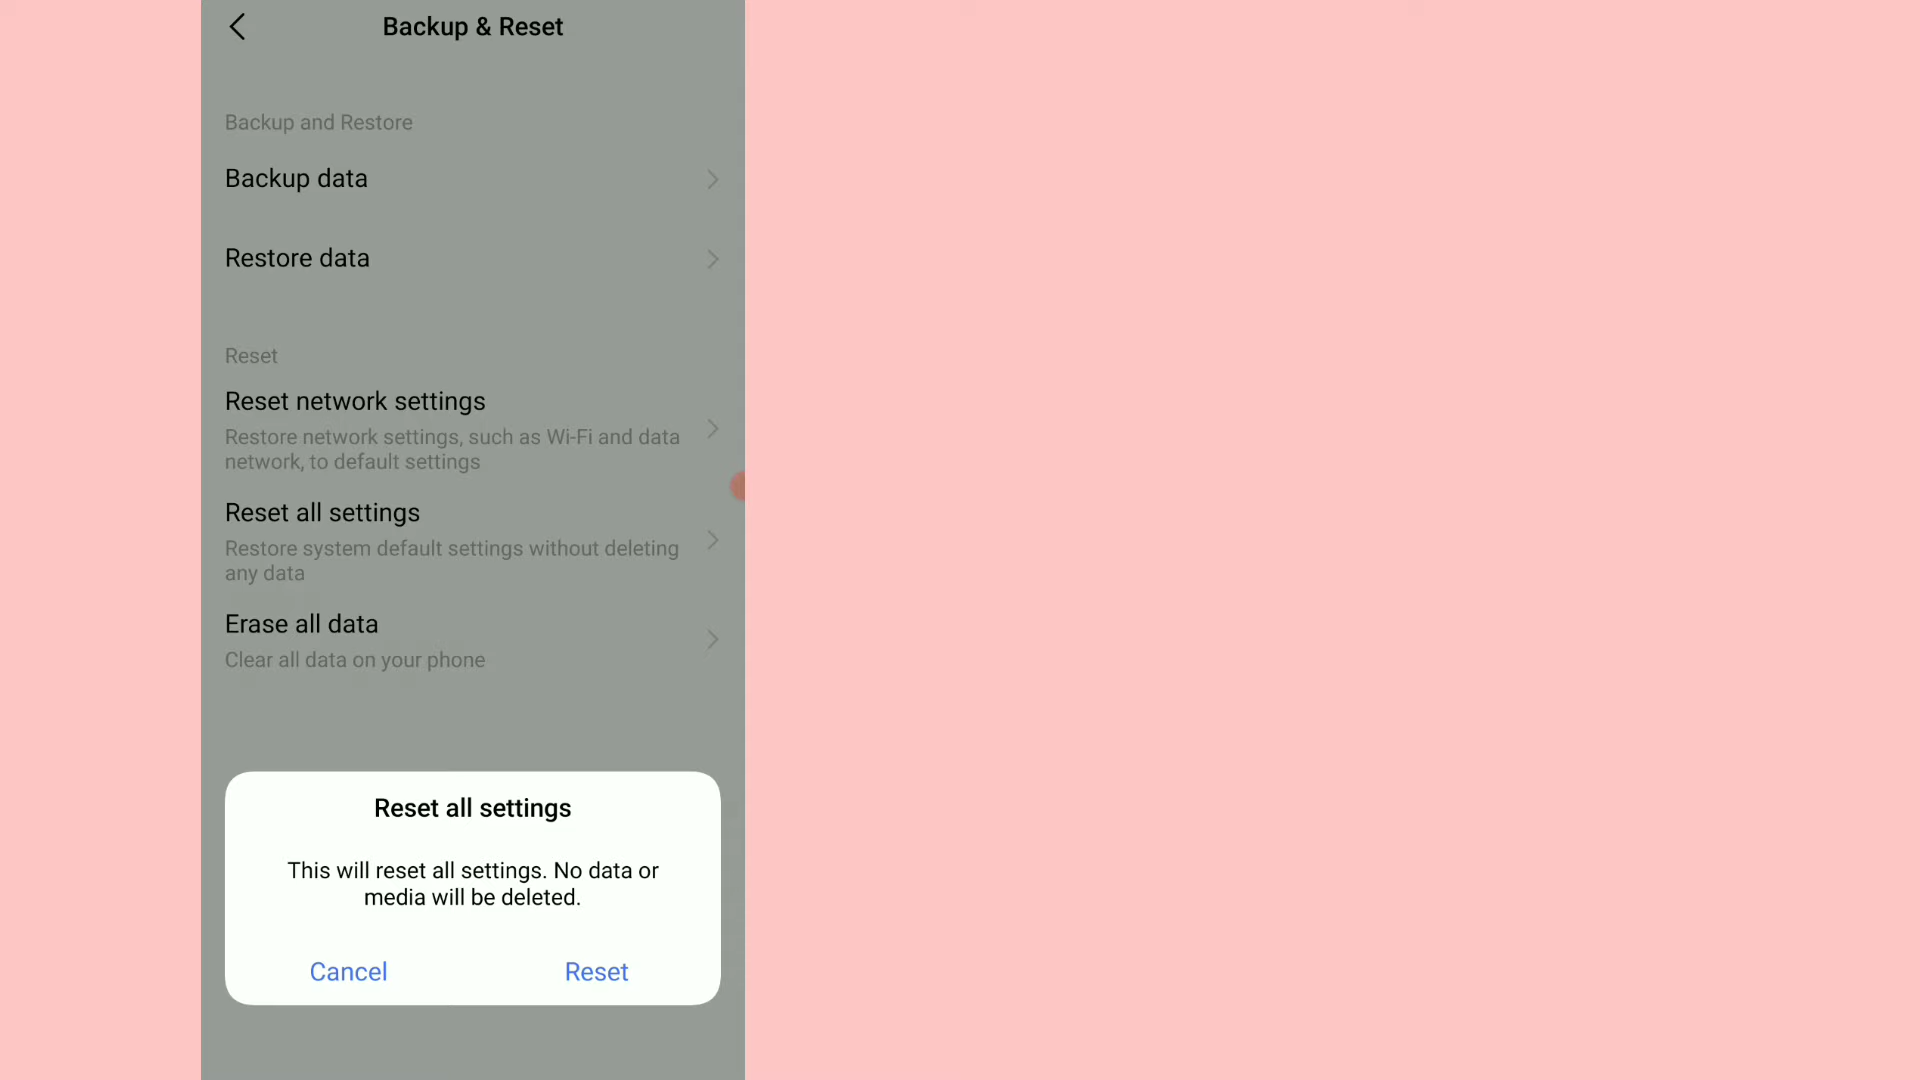 Backup & Reset
Backup and Restore
Backup data
Restore data
Reset
Reset network settings
Restore network settings, such as Wi-Fi and data
network, to default settings
Reset all settings
Restore system default settings without deleting
any data
Erase all data
Clear all data on your phone
Reset all settings
This will reset all settings. No data or
media will be deleted.
Cancel
Reset